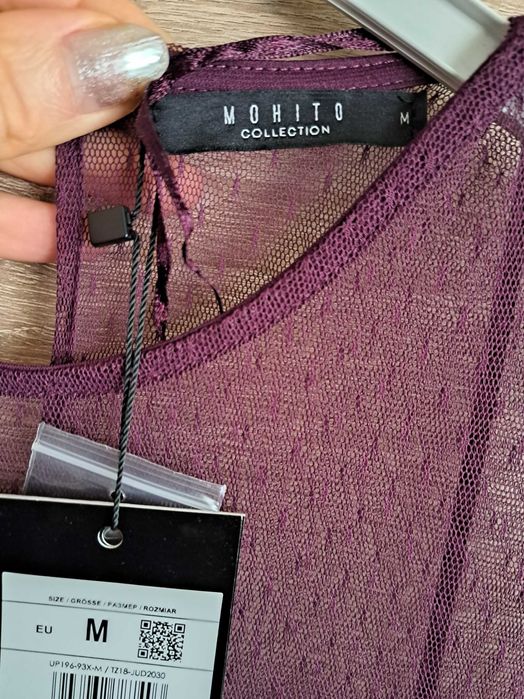 MOHITO
COLLECTION
M
SIZE / GRÖSSE / РАЗМЕР / ROZMIAR
EU M
UP196-93X-M / TZ18-JUD2030